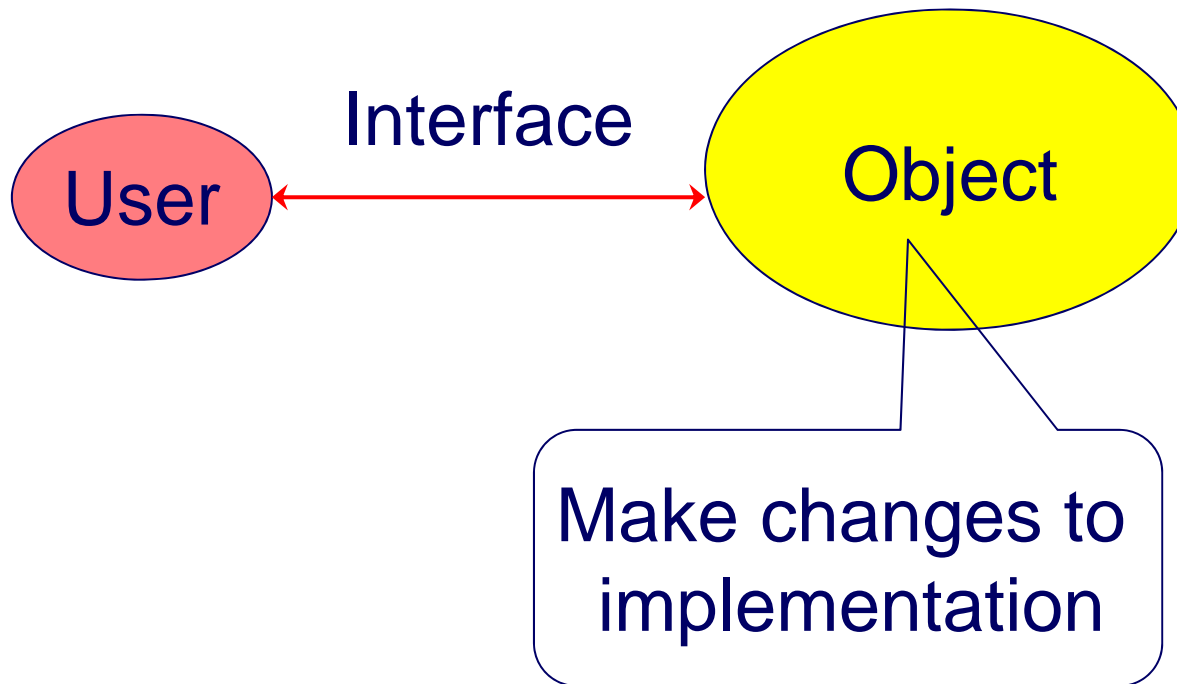 Interface
User
Object
Make changes to
implementation